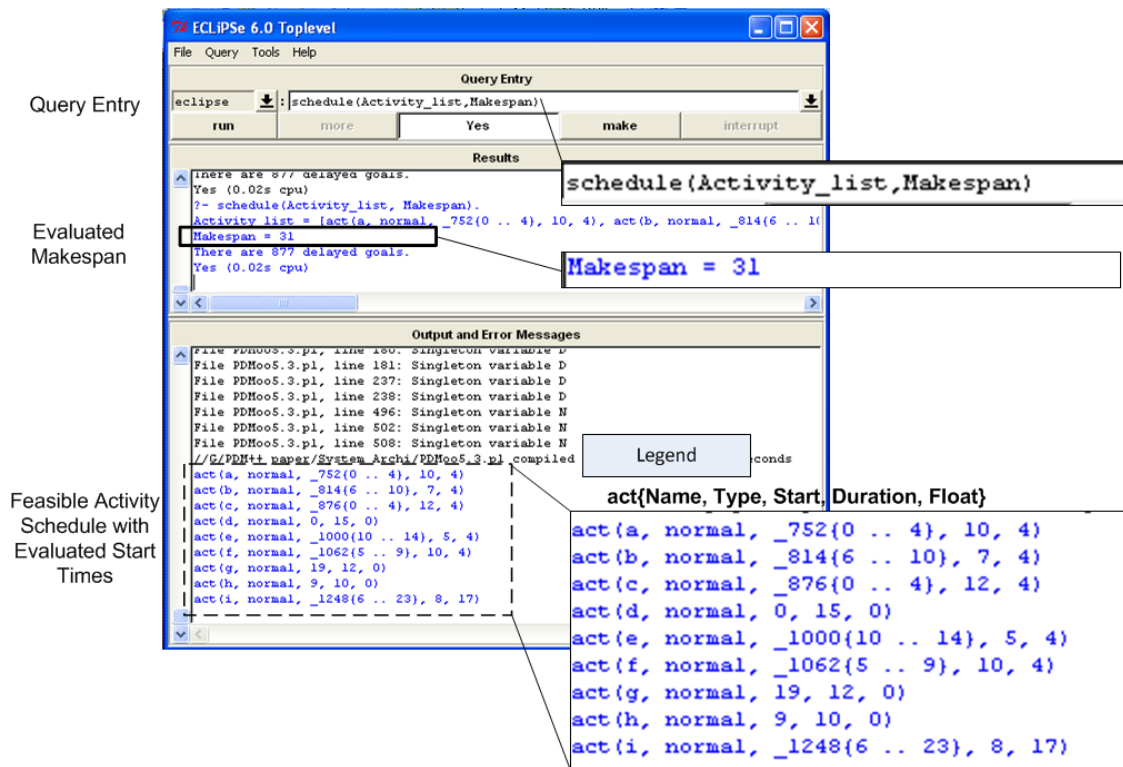 ECLiPSe 6.0 Toplevel
File Query Tools Help
Query Entry
Query Entry
eclipse : schedule(Activity_list,Makespan)
run more Yes make interrupt
Results
There are 877 delayed goals.
Yes (0.02s cpu)
?- schedule(Activity_list, Makespan).
Activity_list = [act(a, normal, _752{0 .. 4}, 10, 4), act(b, normal, _814{6 .. 10
Makespan = 31
There are 877 delayed goals.
Yes (0.02s cpu)
schedule(Activity_list,Makespan)
Evaluated
Makespan
Makespan = 31
Output and Error Messages
File PDMoo5.3.pl, line 180: Singleton variable D
File PDMoo5.3.pl, line 181: Singleton variable D
File PDMoo5.3.pl, line 237: Singleton variable D
File PDMoo5.3.pl, line 238: Singleton variable D
File PDMoo5.3.pl, line 496: Singleton variable N
File PDMoo5.3.pl, line 502: Singleton variable N
File PDMoo5.3.pl, line 508: Singleton variable N
//G/PDM++ paper/System Archi/PDMoo5.3.pl compiled econds
act(a, normal, _752{0 .. 4}, 10, 4)
act(b, normal, _814{6 .. 10}, 7, 4)
act(c, normal, _876{0 .. 4}, 12, 4)
act(d, normal, 0, 15, 0)
act(e, normal, _1000{10 .. 14}, 5, 4)
act(f, normal, _1062{5 .. 9}, 10, 4)
act(g, normal, 19, 12, 0)
act(h, normal, 9, 10, 0)
act(i, normal, _1248{6 .. 23}, 8, 17)
Feasible Activity
Schedule with
Evaluated Start
Times
Legend
act{Name, Type, Start, Duration, Float}
act(a, normal, _752{0 .. 4}, 10, 4)
act(b, normal, _814{6 .. 10}, 7, 4)
act(c, normal, _876{0 .. 4}, 12, 4)
act(d, normal, 0, 15, 0)
act(e, normal, _1000{10 .. 14}, 5, 4)
act(f, normal, _1062{5 .. 9}, 10, 4)
act(g, normal, 19, 12, 0)
act(h, normal, 9, 10, 0)
act(i, normal, _1248{6 .. 23}, 8, 17)